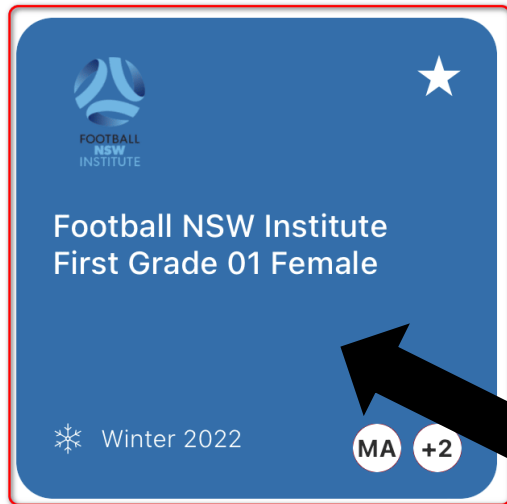 FOOTBALL
NSW
INSTITUTE
Football NSW Institute
First Grade 01 Female
Winter 2022
MA +2